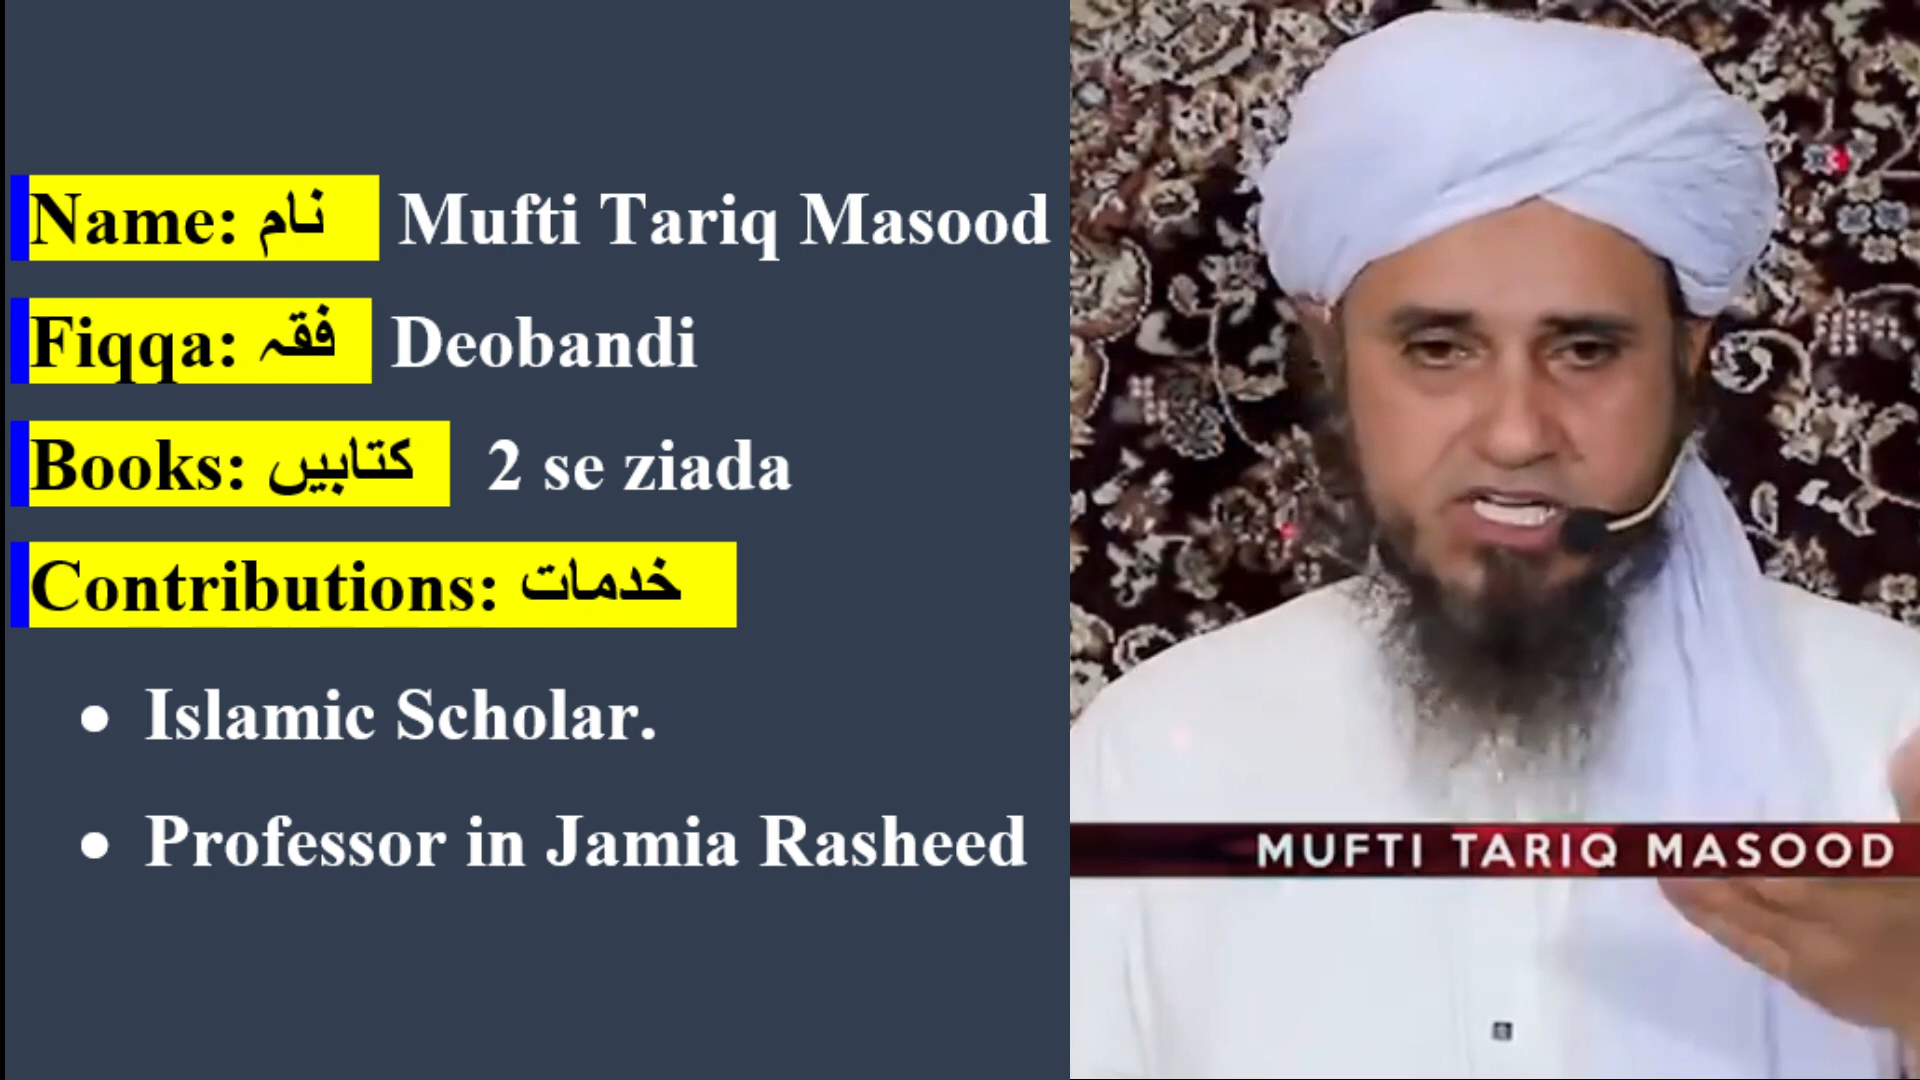 Name: نام Mufti Tariq Masood
Fiqqa: فقہ Deobandi
Books: کتابیں 2 se ziada
Contributions: خدمات
• Islamic Scholar.
• Professor in Jamia Rasheed
MUFTI TARIQ MASOOD